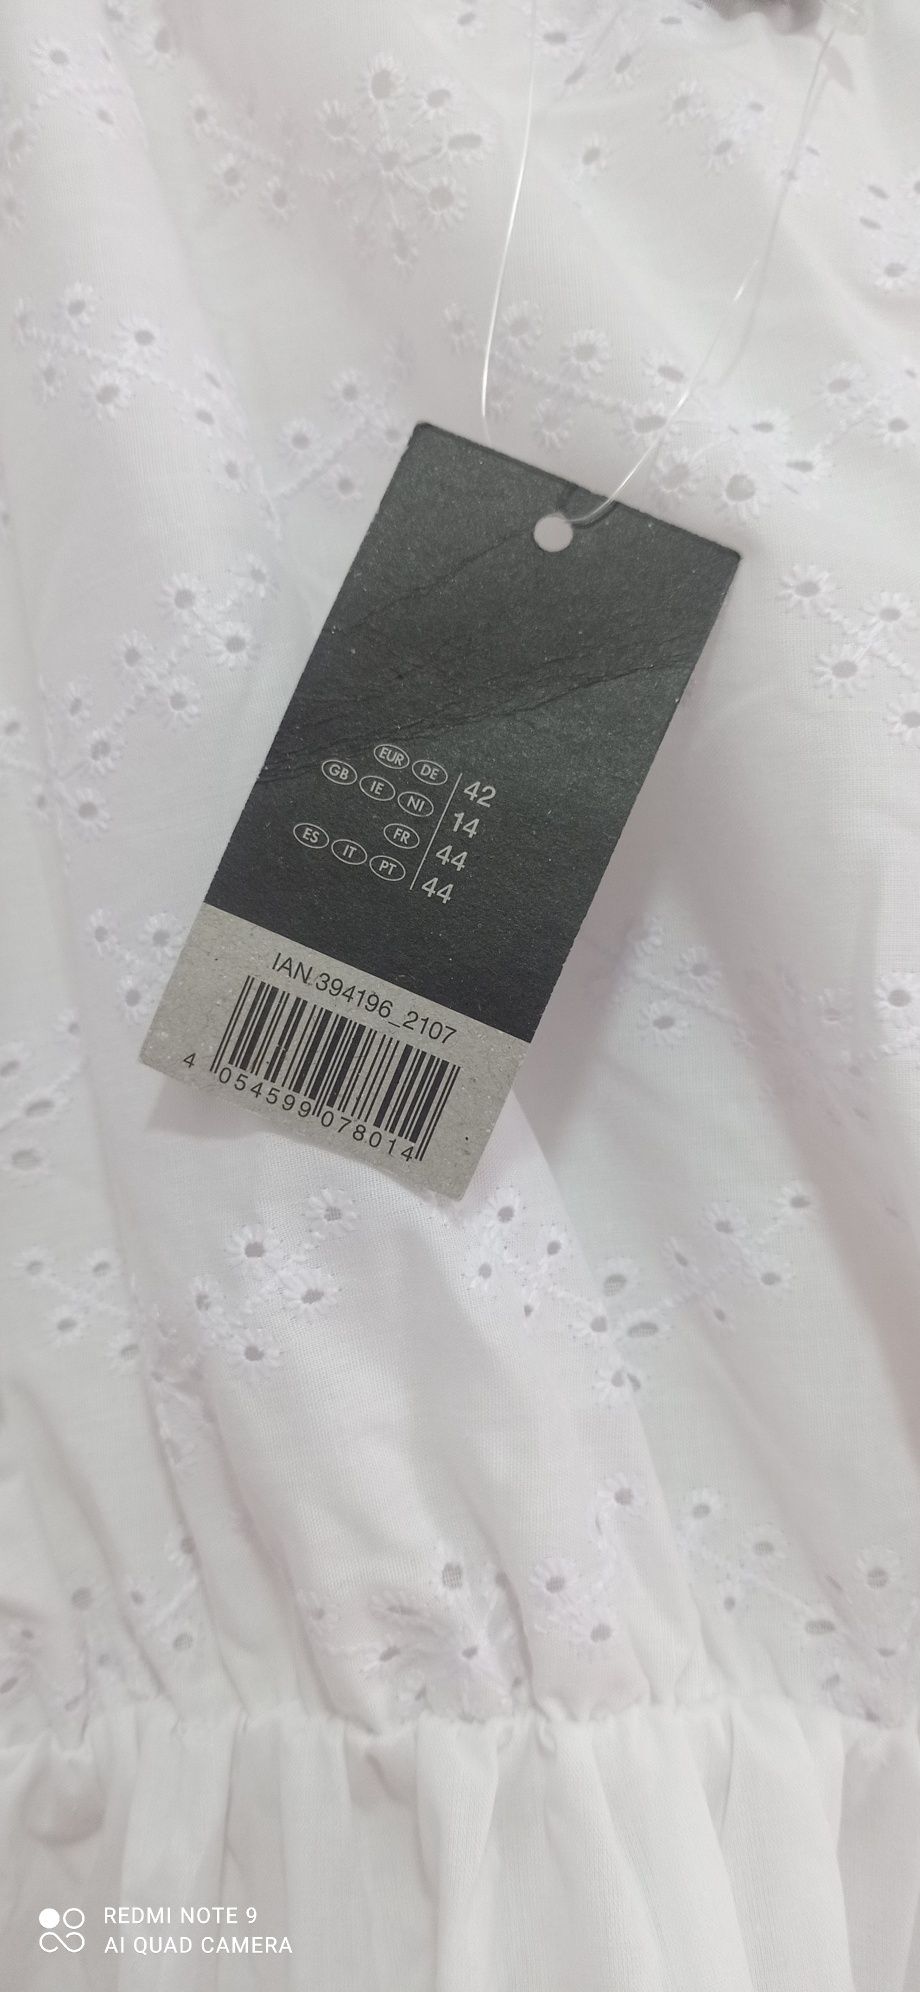 EUR DE 42
GB IE NI 14
FR 44
ES IT PT 44
IAN 394196_2107
4 054599 078014
REDMI NOTE 9
AI QUAD CAMERA